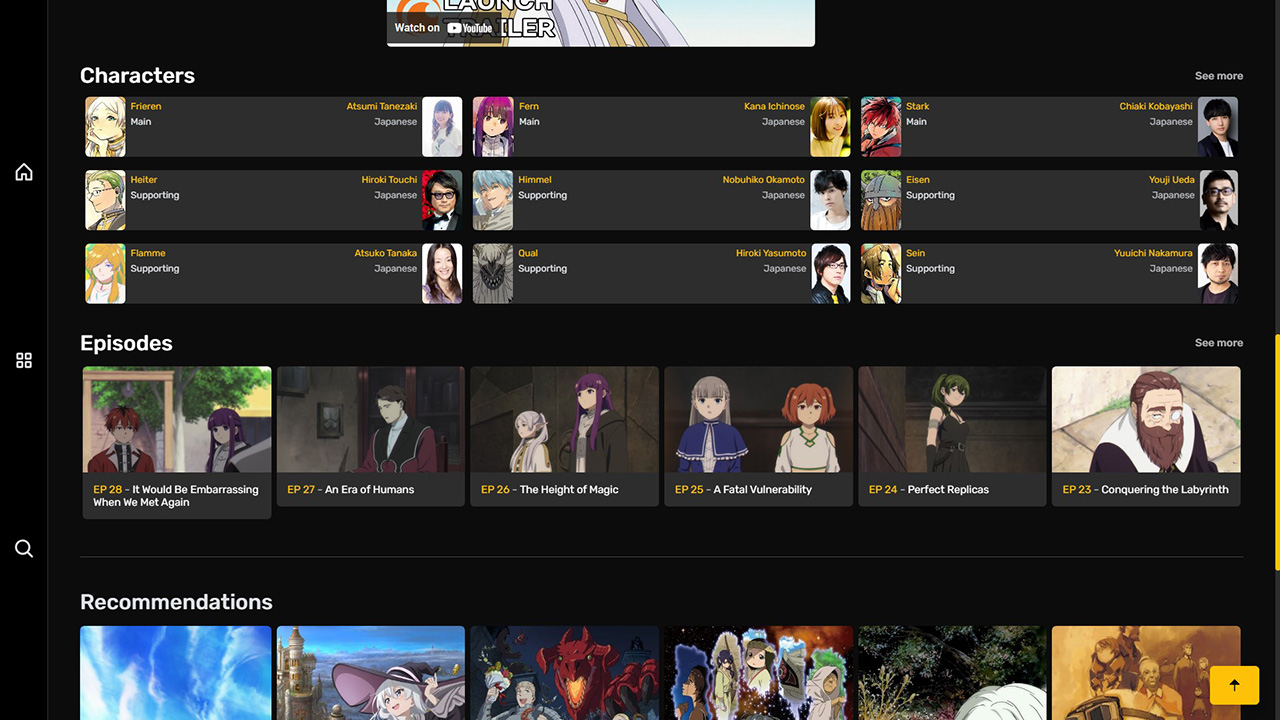 LAUNCH
TRAILER
Watch on YouTube
Characters
See more
Frieren
Main
Atsumi Tanezaki
Japanese
Fern
Main
Kana Ichinose
Japanese
Stark
Main
Chiaki Kobayashi
Japanese
Heiter
Supporting
Hiroki Touchi
Japanese
Himmel
Supporting
Nobuhiko Okamoto
Japanese
Eisen
Supporting
Youji Ueda
Japanese
Flamme
Supporting
Atsuko Tanaka
Japanese
Qual
Supporting
Hiroki Yasumoto
Japanese
Sein
Supporting
Yuuichi Nakamura
Japanese
Episodes
See more
EP 28 - It Would Be Embarrassing
When We Met Again
EP 27 - An Era of Humans
EP 26 - The Height of Magic
EP 25 - A Fatal Vulnerability
EP 24 - Perfect Replicas
EP 23 - Conquering the Labyrinth
Recommendations